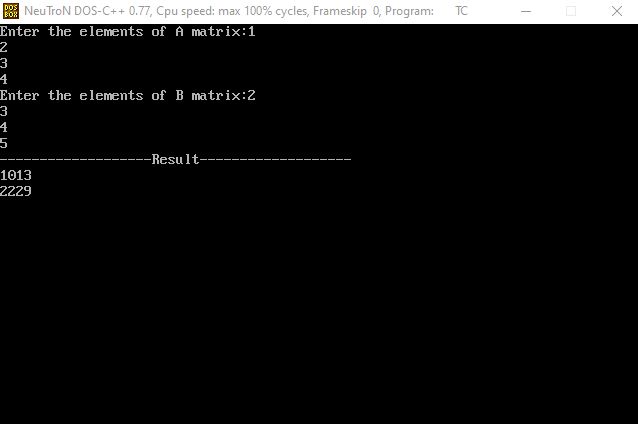 DOS
BOX
NeuTroN DOS-C++ 0.77, Cpu speed: max 100% cycles, Frameskip 0, Program: TC
Enter the elements of A matrix:1
2
3
4
Enter the elements of B matrix:2
3
4
5
-------------------Result-------------------
1013
2229